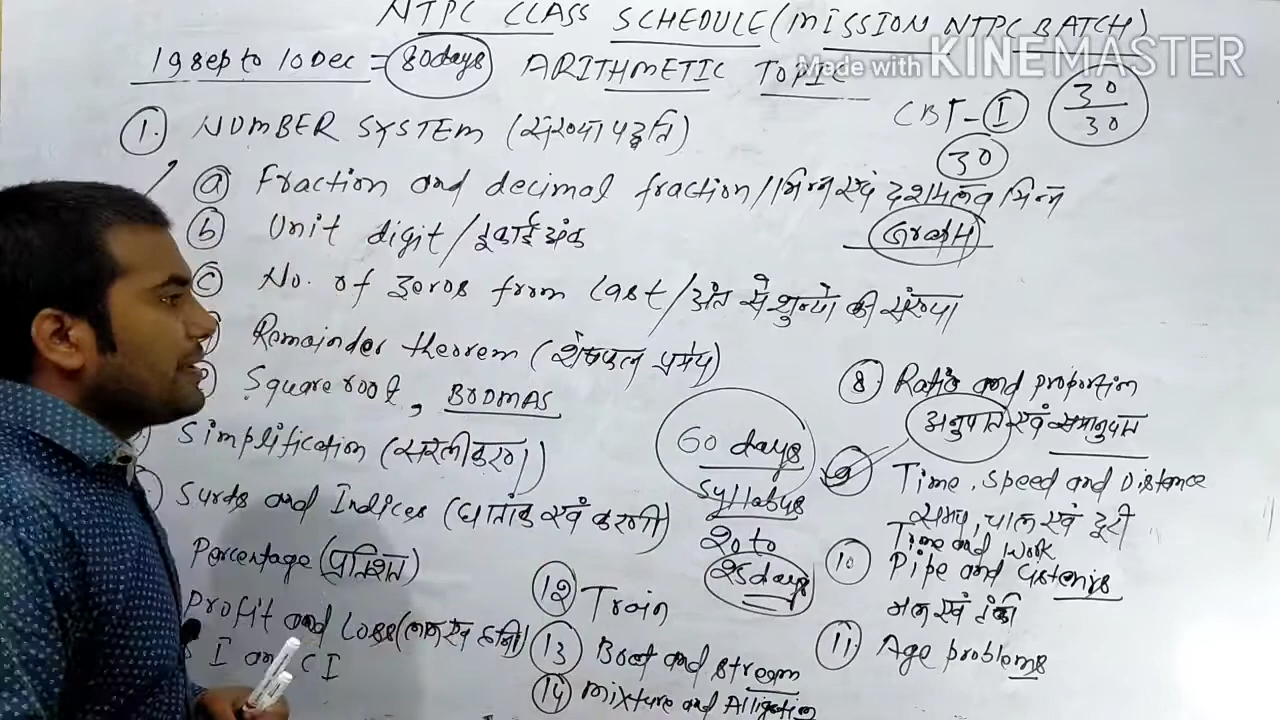 NTPC CLASS SCHEDULE (MISSION NTPC BATCH)
19 Sep to 10 Dec = 80 days ARITHMETIC TOPIC
Made with KINEMASTER
CBT-I 30/30
30
1. NUMBER SYSTEM (संख्या पद्धति)
a Fraction and decimal fraction/भिन्न एवं दशमलव भिन्न
b Unit digit/इकाई अंक
Graph
c No. of zeros from last/अंत से शुन्यो की संख्या
Remainder theorem (शेषफल प्रमेय)
Square root, BODMAS
Simplification (सरलीकरण)
Surds and Indices (घातांक एवं करणी)
Percentage (प्रतिशत)
Profit and Loss (लाभ एवं हानि)
I and CI
60 days
Syllabus
20 to
25 days
8. Ratio and proportion
अनुपात एवं समानुपात
9 Time, Speed and Distance
समय, चाल एवं दूरी
Time and Work
10 Pipe and Cisterns
नल एवं टंकी
11 Age problems
12 Train
13 Boat and stream
14 Mixture and Alligation